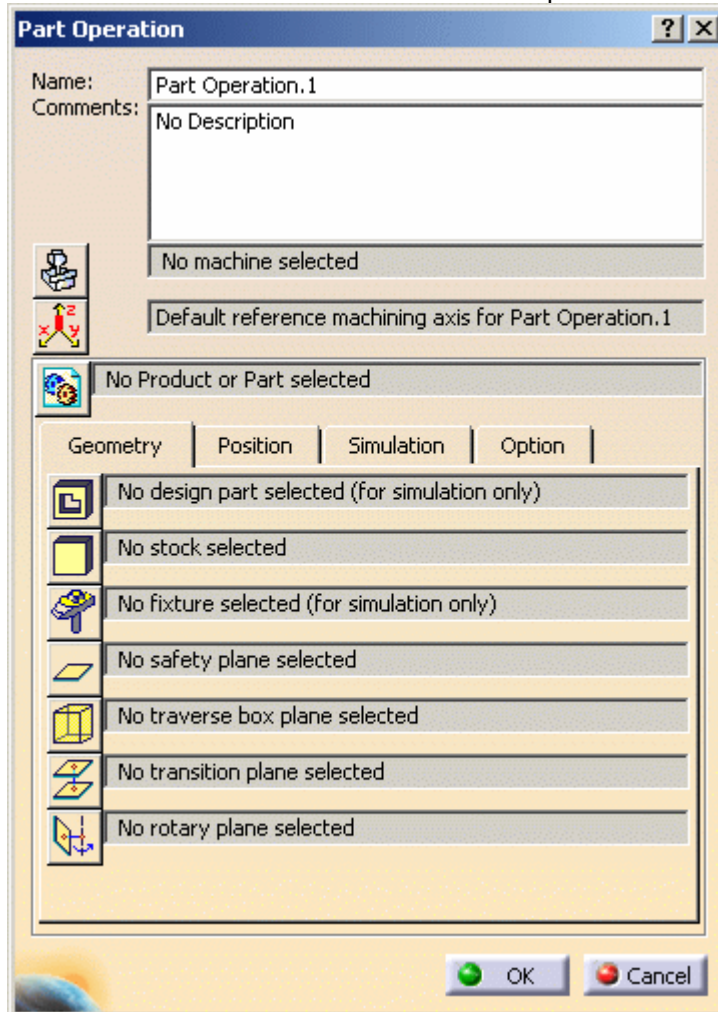 Part Operation
Name: Part Operation.1
Comments: No Description
No machine selected
z
x y
Default reference machining axis for Part Operation.1
No Product or Part selected
Geometry Position Simulation Option
No design part selected (for simulation only)
No stock selected
No fixture selected (for simulation only)
No safety plane selected
No traverse box plane selected
No transition plane selected
No rotary plane selected
OK Cancel